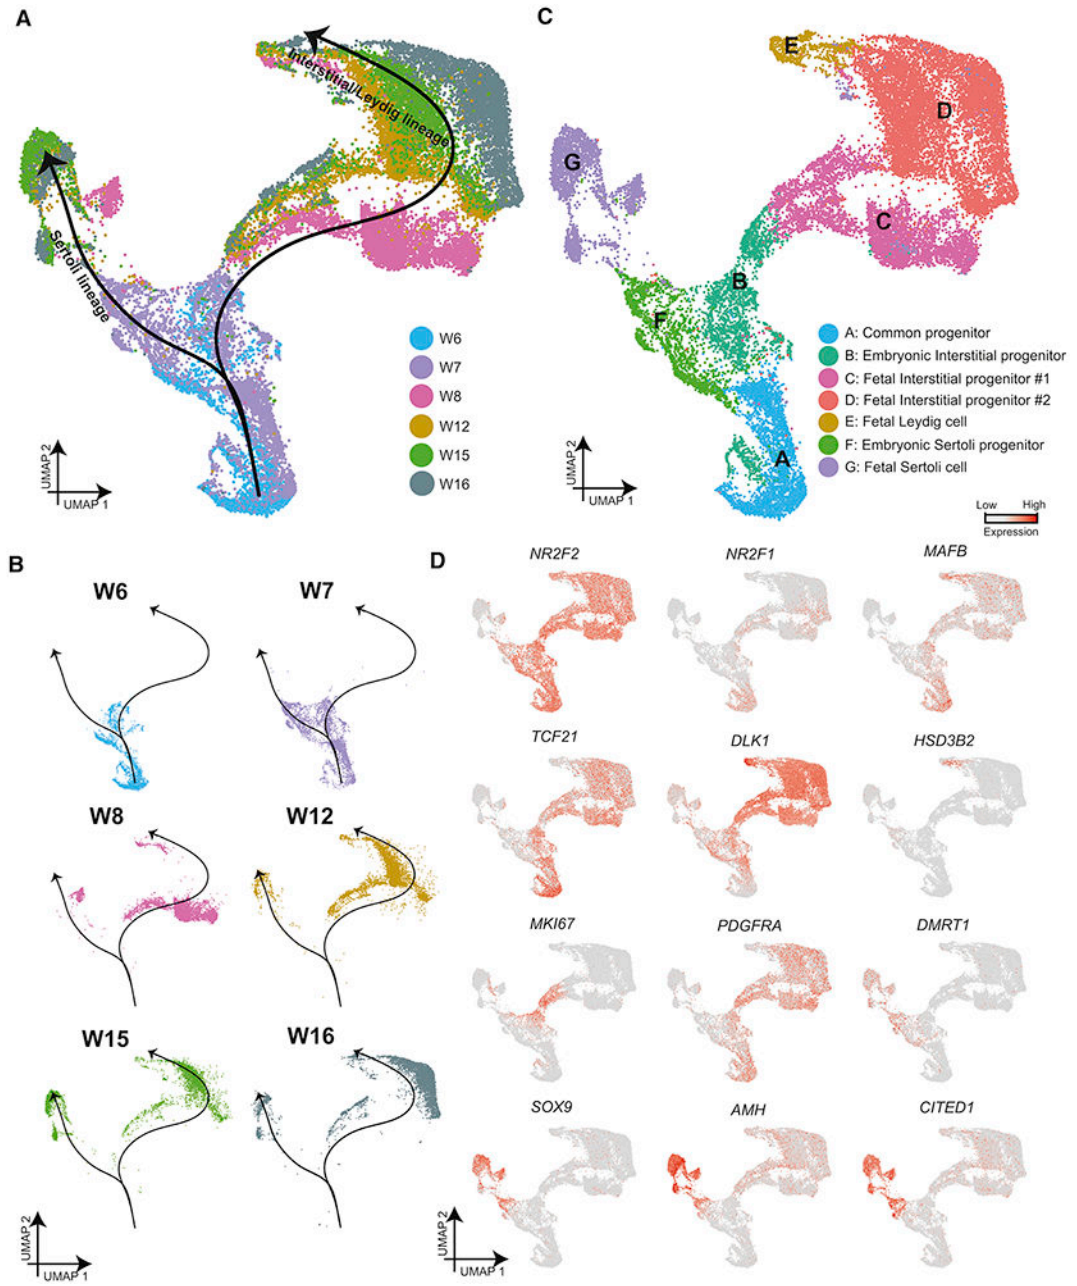 A
Interstitial/Leydig lineage
Sertoli lineage
W6
W7
W8
W12
W15
W16
UMAP 2
UMAP 1
C
E
D
G
C
B
F
A
A: Common progenitor
B: Embryonic Interstitial progenitor
C: Fetal Interstitial progenitor #1
D: Fetal Interstitial progenitor #2
E: Fetal Leydig cell
F: Embryonic Sertoli progenitor
G: Fetal Sertoli cell
UMAP 2
UMAP 1
Low High
Expression
B
W6 W7
W8 W12
W15 W16
UMAP 2
UMAP 1
D
NR2F2 NR2F1 MAFB
TCF21 DLK1 HSD3B2
MKI67 PDGFRA DMRT1
SOX9 AMH CITED1
UMAP 2
UMAP 1